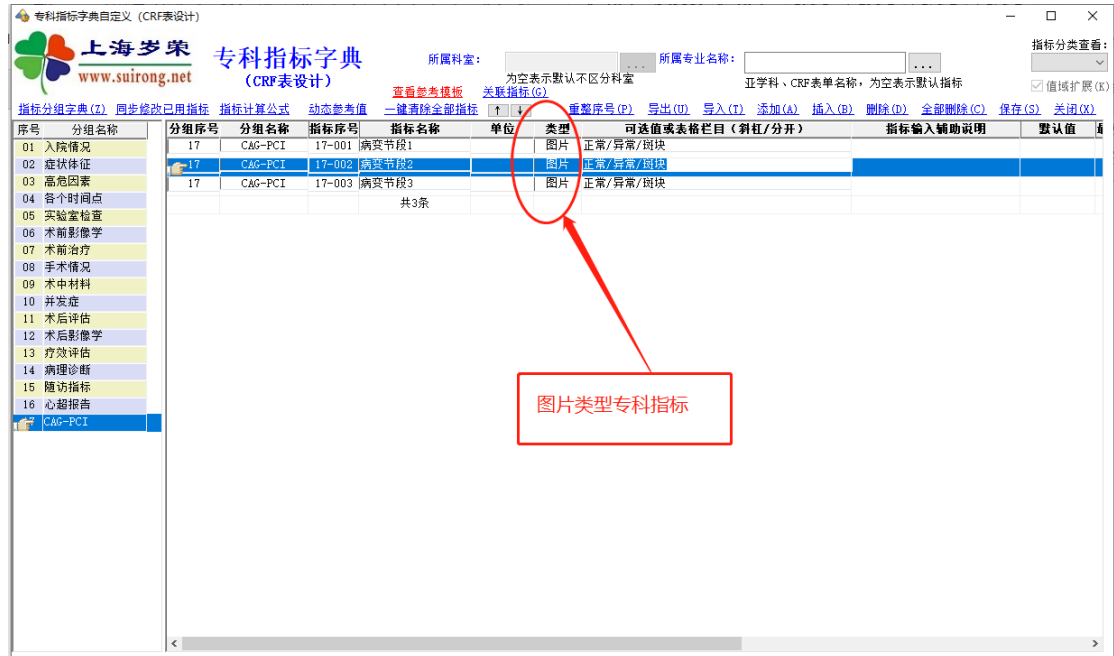 专科指标字典自定义 (CRF表设计)
上海岁荣
www.suirong.net
专科指标字典
(CRF表设计)
所属科室:
...
为空表示默认不区分科室
所属专业名称:
...
亚学科、CRF表单名称，为空表示默认指标
指标分类查看:
值域扩展(K)
查看参考模板 关联指标(G)
指标分组字典(Z) 同步修改已用指标 指标计算公式 动态参考值 一键清除全部指标 ↑ ↓ 重整序号(P) 导出(U) 导入(T) 添加(A) 插入(B) 删除(D) 全部删除(C) 保存(S) 关闭(X)
序号 分组名称
01 入院情况
02 症状体征
03 高危因素
04 各个时间点
05 实验室检查
06 术前影像学
07 术前治疗
08 手术情况
09 术中材料
10 并发症
11 术后评估
12 术后影像学
13 疗效评估
14 病理诊断
15 随访指标
16 心超报告
CAG-PCI
分组序号 分组名称 指标序号 指标名称 单位 类型 可选值或表格栏目(斜杠/分开) 指标输入辅助说明 默认值
17 CAG-PCI 17-001 病变节段1 图片 正常/异常/斑块
17 CAG-PCI 17-002 病变节段2 图片 正常/异常/斑块
17 CAG-PCI 17-003 病变节段3 图片 正常/异常/斑块
共3条
图片类型专科指标